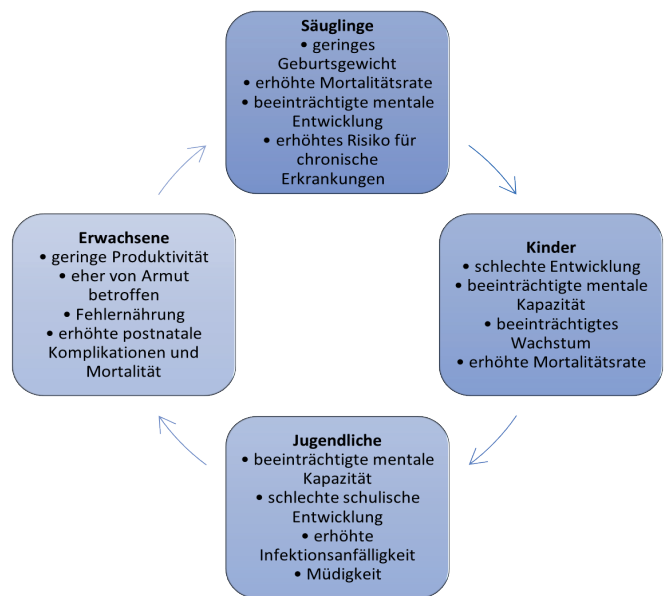 Säuglinge
• geringes
Geburtsgewicht
• erhöhte Mortalitätsrate
• beeinträchtigte mentale
Entwicklung
• erhöhtes Risiko für
chronische
Erkrankungen
Kinder
• schlechte Entwicklung
• beeinträchtigte mentale
Kapazität
• beeinträchtigtes
Wachstum
• erhöhte Mortalitätsrate
Jugendliche
• beeinträchtigte mentale
Kapazität
• schlechte schulische
Entwicklung
• erhöhte
Infektionsanfälligkeit
• Müdigkeit
Erwachsene
• geringe Produktivität
• eher von Armut
betroffen
• Fehlernährung
• erhöhte postnatale
Komplikationen und
Mortalität